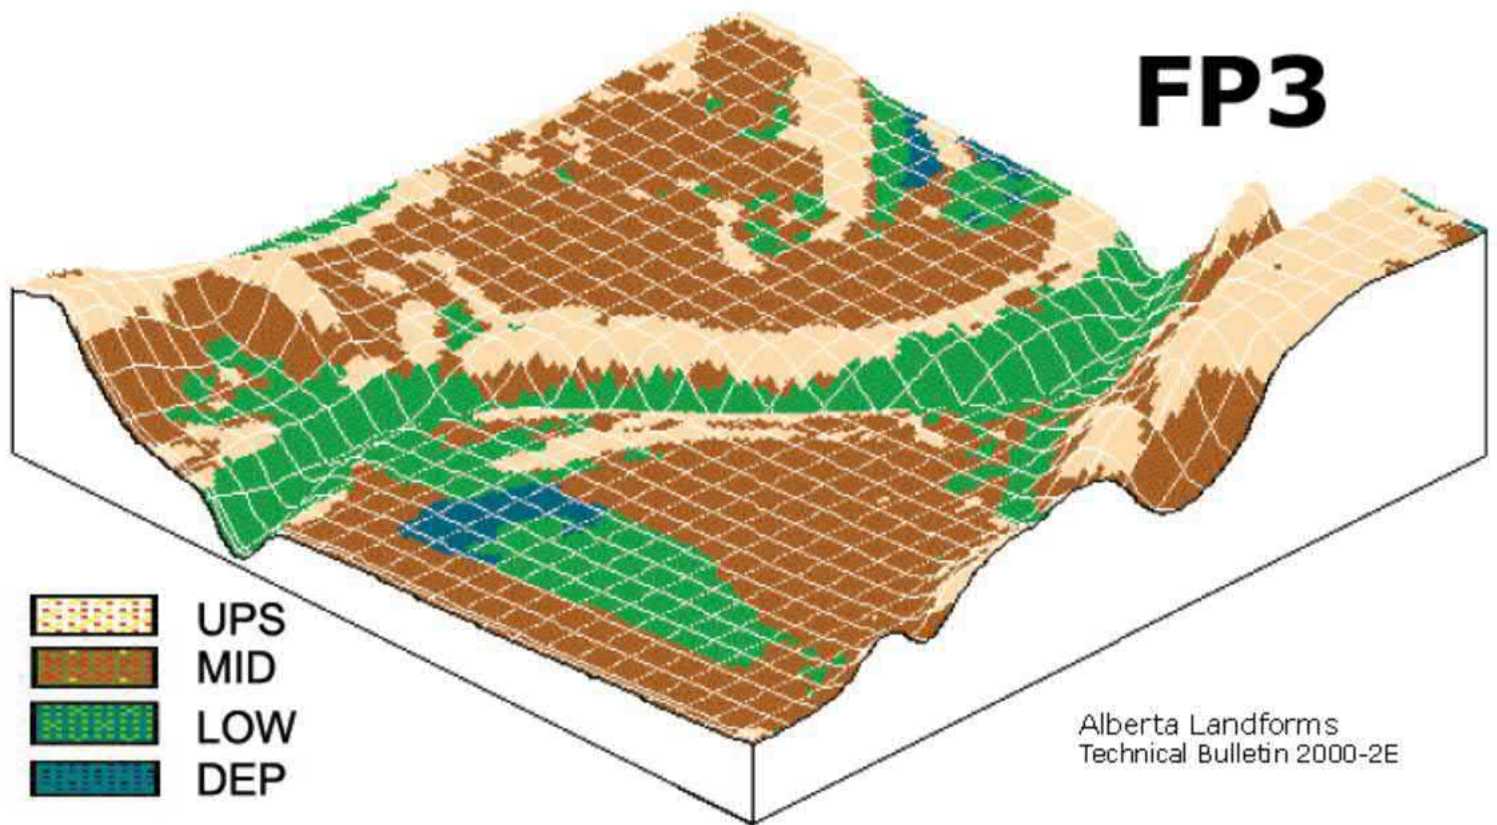 FP3
UPS
MID
LOW
DEP
Alberta Landforms
Technical Bulletin 2000-2E